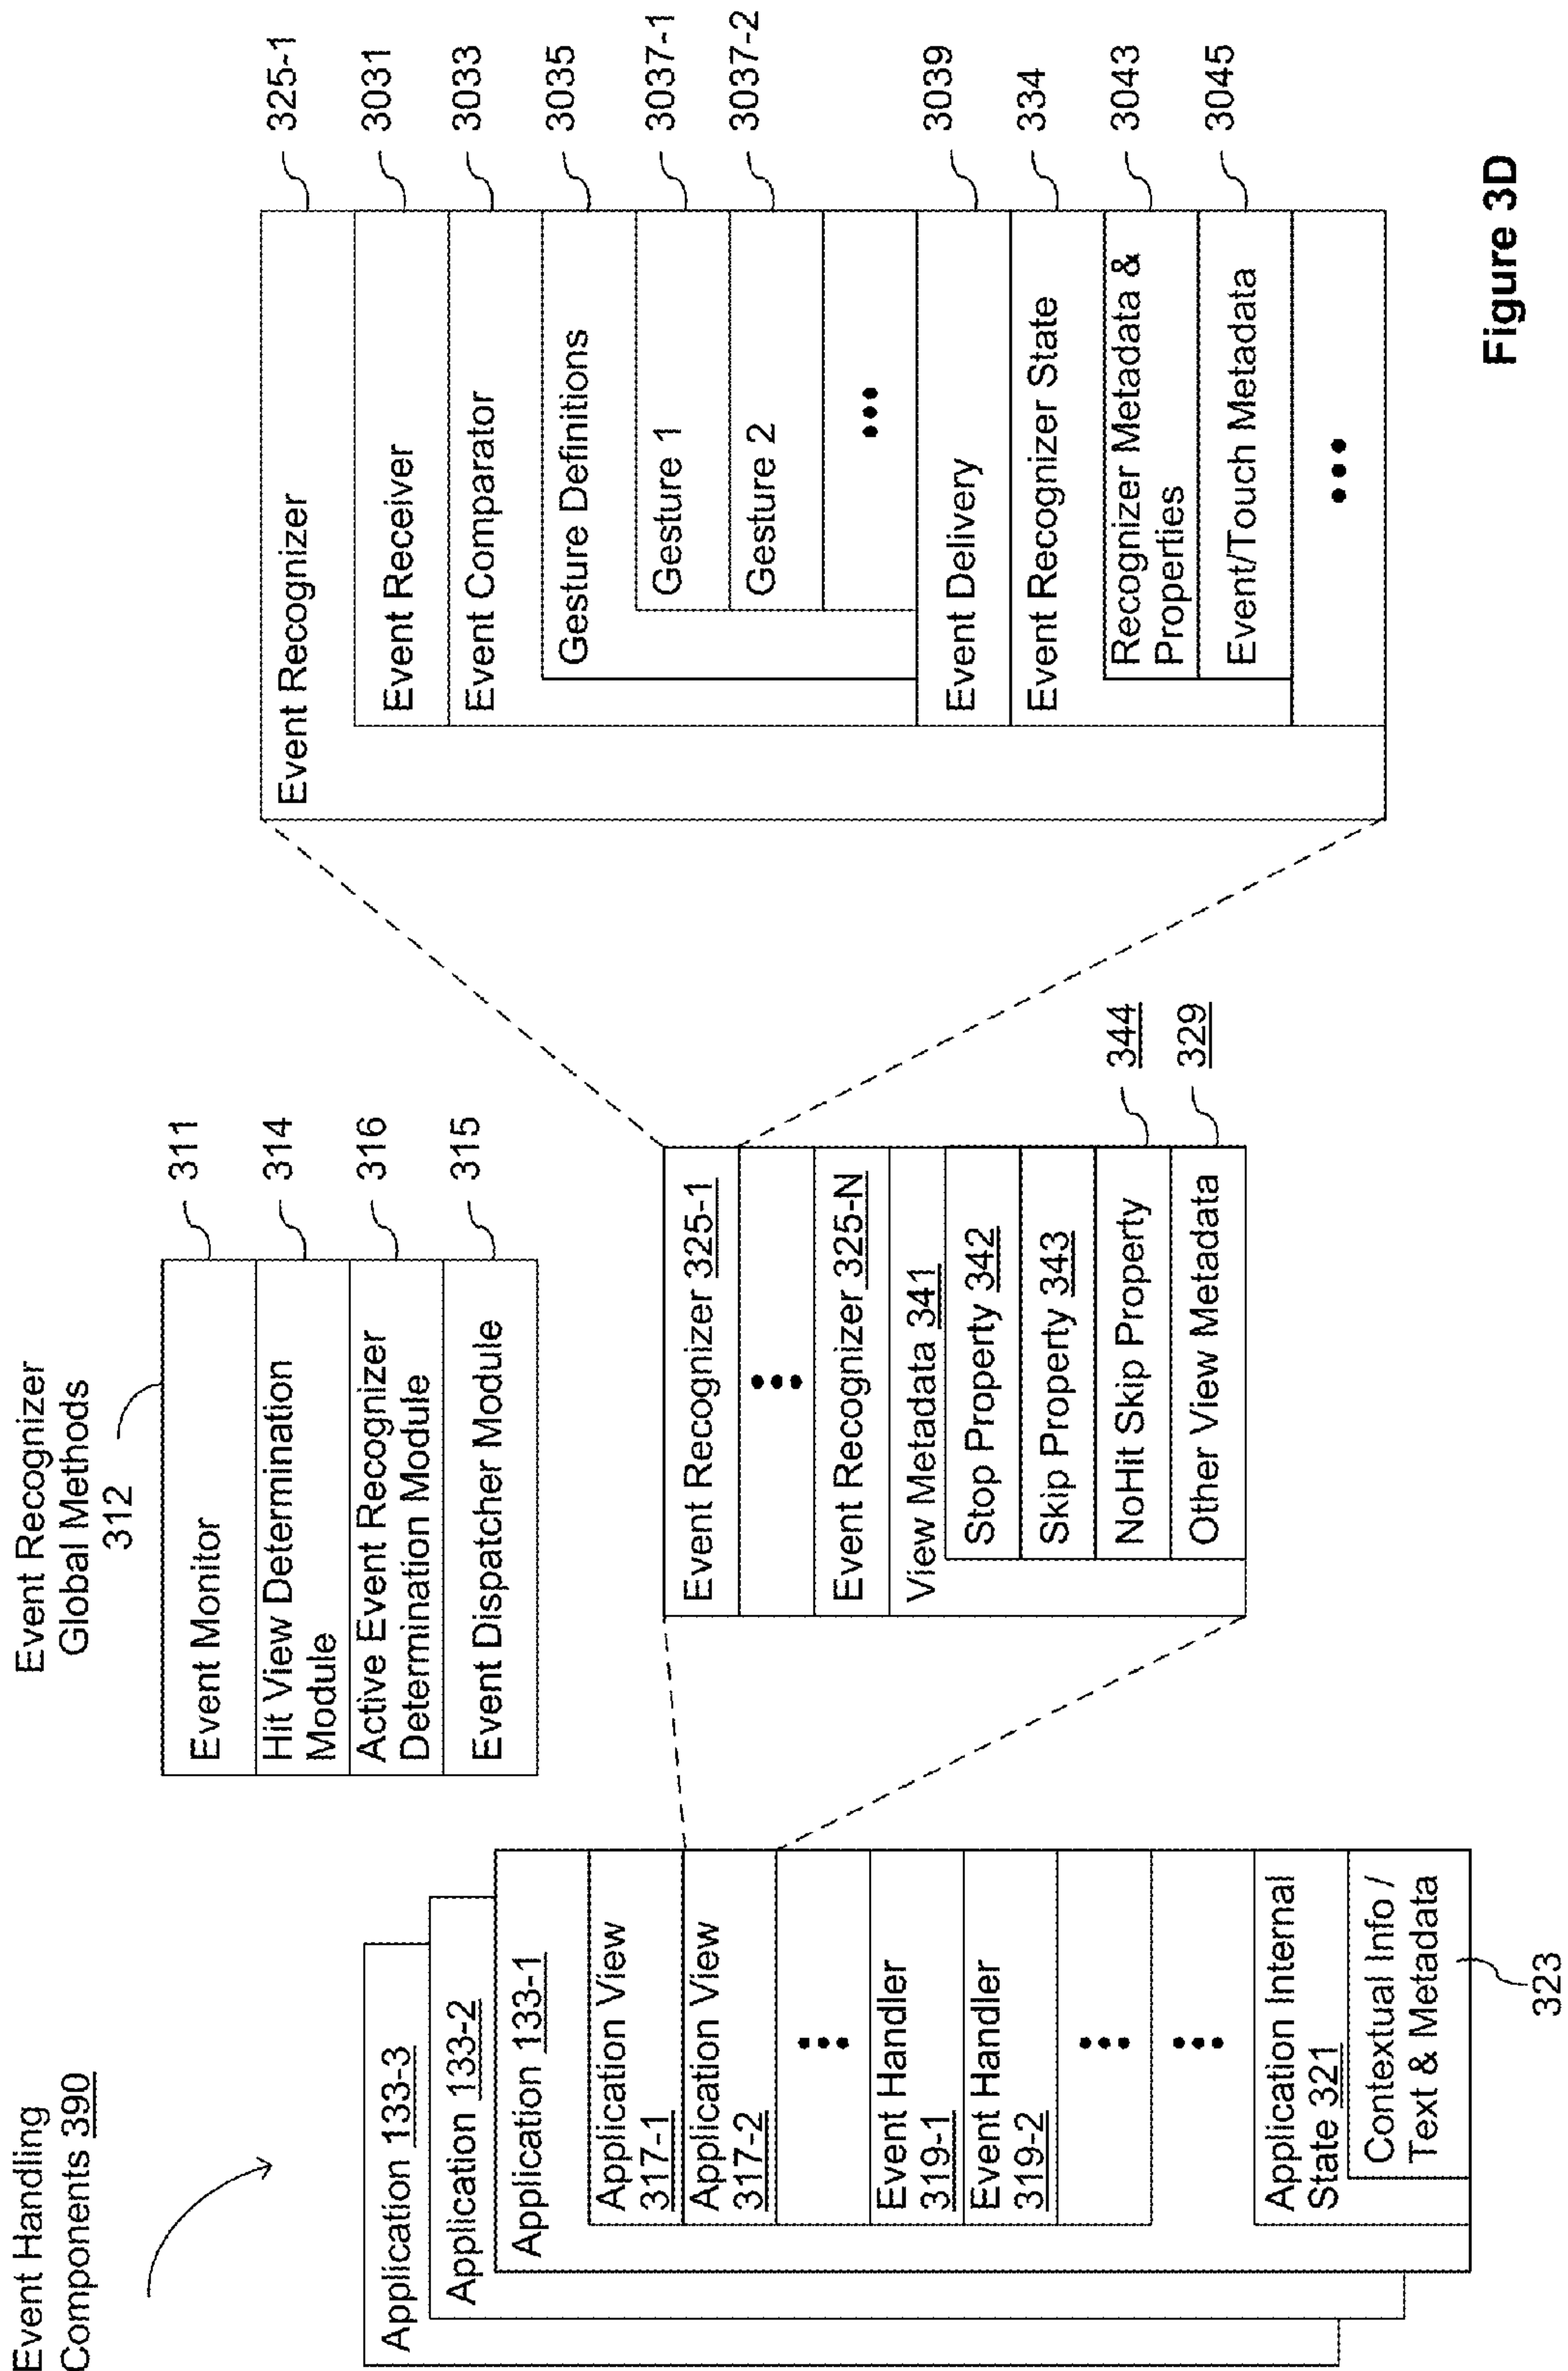 Event Handling
Components 390
Event Recognizer
Global Methods
312
Event Monitor
311
Hit View Determination
Module
314
Active Event Recognizer
Determination Module
316
Event Dispatcher Module
315
Application 133-3
Application 133-2
Application 133-1
Application View
317-1
Application View
317-2
•••
Event Handler
319-1
Event Handler
319-2
•••
•••
Application Internal
State 321
Contextual Info /
Text & Metadata
323
Event Recognizer 325-1
•••
Event Recognizer 325-N
View Metadata 341
Stop Property 342
Skip Property 343
NoHit Skip Property
344
Other View Metadata
329
Event Recognizer
325-1
Event Receiver
3031
Event Comparator
3033
Gesture Definitions
3035
Gesture 1
3037-1
Gesture 2
3037-2
•••
Event Delivery
3039
Event Recognizer State
334
Recognizer Metadata &
Properties
3043
Event/Touch Metadata
3045
•••
Figure 3D